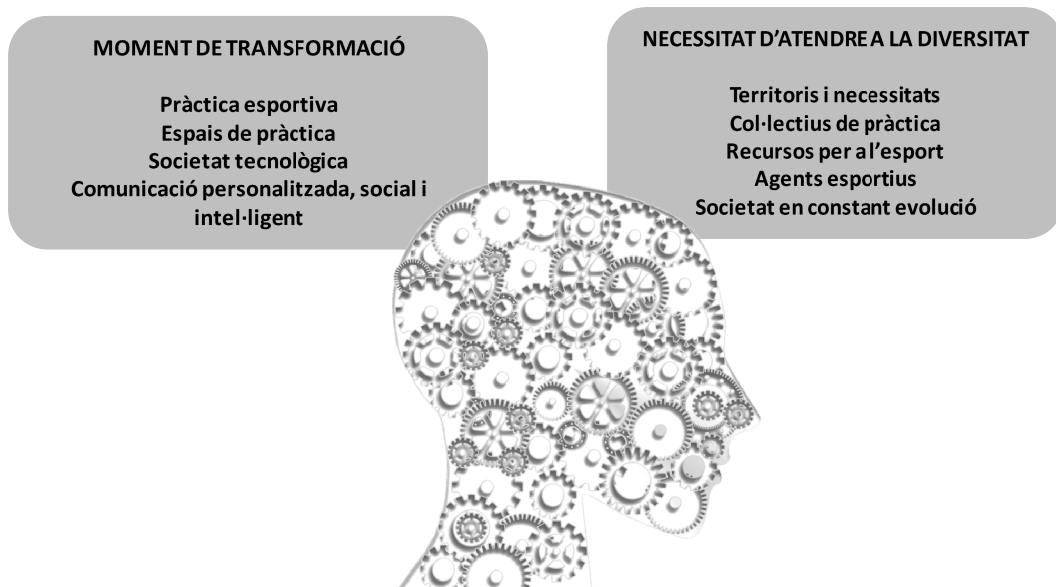 MOMENT DE TRANSFORMACIÓ
Pràctica esportiva
Espais de pràctica
Societat tecnològica
Comunicació personalitzada, social i
intel·ligent
NECESSITAT D'ATENDRE A LA DIVERSITAT
Territoris i necessitats
Col·lectius de pràctica
Recursos per a l'esport
Agents esportius
Societat en constant evolució